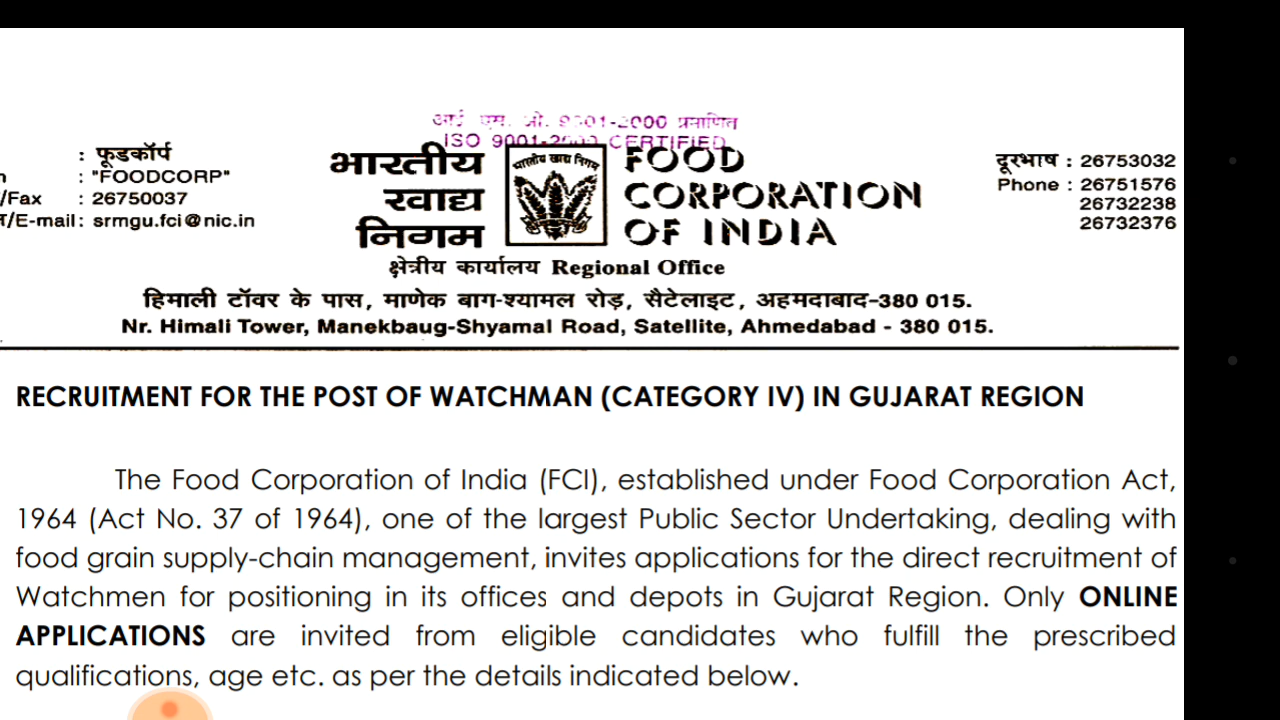 आई. एस. ओ. 9001-2000 प्रमाणित
ISO 9001-2000 CERTIFIED
: फूडकॉर्प
n : "FOODCORP"
/Fax : 26750037
/E-mail : srmgu.fci@nic.in
भारतीय
खाद्य
निगम
भारतीय खाद्य निगम
FOOD
CORPORATION
OF INDIA
दूरभाष : 26753032
Phone : 26751576
26732238
26732376
क्षेत्रीय कार्यालय Regional Office
हिमाली टॉवर के पास, माणेक बाग-श्यामल रोड़, सैटेलाइट, अहमदाबाद-380 015.
Nr. Himali Tower, Manekbaug-Shyamal Road, Satellite, Ahmedabad - 380 015.
RECRUITMENT FOR THE POST OF WATCHMAN (CATEGORY IV) IN GUJARAT REGION
The Food Corporation of India (FCI), established under Food Corporation Act,
1964 (Act No. 37 of 1964), one of the largest Public Sector Undertaking, dealing with
food grain supply-chain management, invites applications for the direct recruitment of
Watchmen for positioning in its offices and depots in Gujarat Region. Only ONLINE
APPLICATIONS are invited from eligible candidates who fulfill the prescribed
qualifications, age etc. as per the details indicated below.